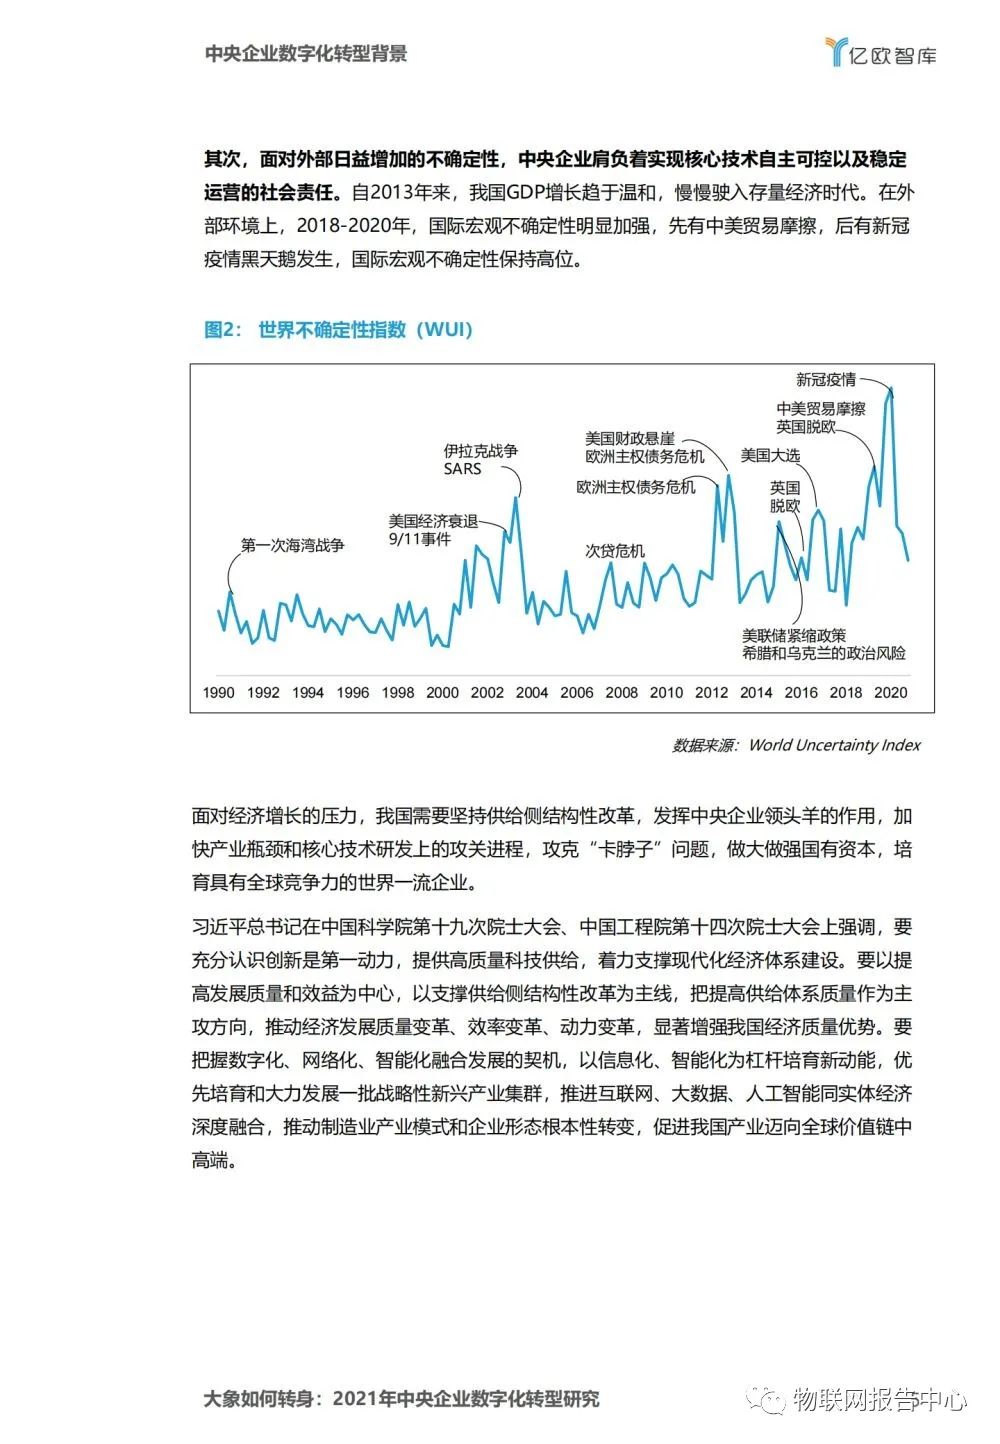 中央企业数字化转型背景
亿欧智库
其次，面对外部日益增加的不确定性，中央企业肩负着实现核心技术自主可控以及稳定
运营的社会责任。自2013年来，我国GDP增长趋于温和，慢慢驶入存量经济时代。在外
部环境上，2018-2020年，国际宏观不确定性明显加强，先有中美贸易摩擦，后有新冠
疫情黑天鹅发生，国际宏观不确定性保持高位。
图2： 世界不确定性指数（WUI）
新冠疫情
中美贸易摩擦
英国脱欧
美国财政悬崖
欧洲主权债务危机
伊拉克战争
SARS
美国大选
欧洲主权债务危机
英国
脱欧
美国经济衰退
9/11事件
第一次海湾战争
次贷危机
美联储紧缩政策
希腊和乌克兰的政治风险
1990 1992 1994 1996 1998 2000 2002 2004 2006 2008 2010 2012 2014 2016 2018 2020
数据来源：World Uncertainty Index
面对经济增长的压力，我国需要坚持供给侧结构性改革，发挥中央企业领头羊的作用，加
快产业瓶颈和核心技术研发上的攻关进程，攻克“卡脖子”问题，做大做强国有资本，培
育具有全球竞争力的世界一流企业。
习近平总书记在中国科学院第十九次院士大会、中国工程院第十四次院士大会上强调，要
充分认识创新是第一动力，提供高质量科技供给，着力支撑现代化经济体系建设。要以提
高发展质量和效益为中心，以支撑供给侧结构性改革为主线，把提高供给体系质量作为主
攻方向，推动经济发展质量变革、效率变革、动力变革，显著增强我国经济质量优势。要
把握数字化、网络化、智能化融合发展的契机，以信息化、智能化为杠杆培育新动能，优
先培育和大力发展一批战略性新兴产业集群，推进互联网、大数据、人工智能同实体经济
深度融合，推动制造业产业模式和企业形态根本性转变，促进我国产业迈向全球价值链中
高端。
大象如何转身：2021年中央企业数字化转型研究
物联网报告中心